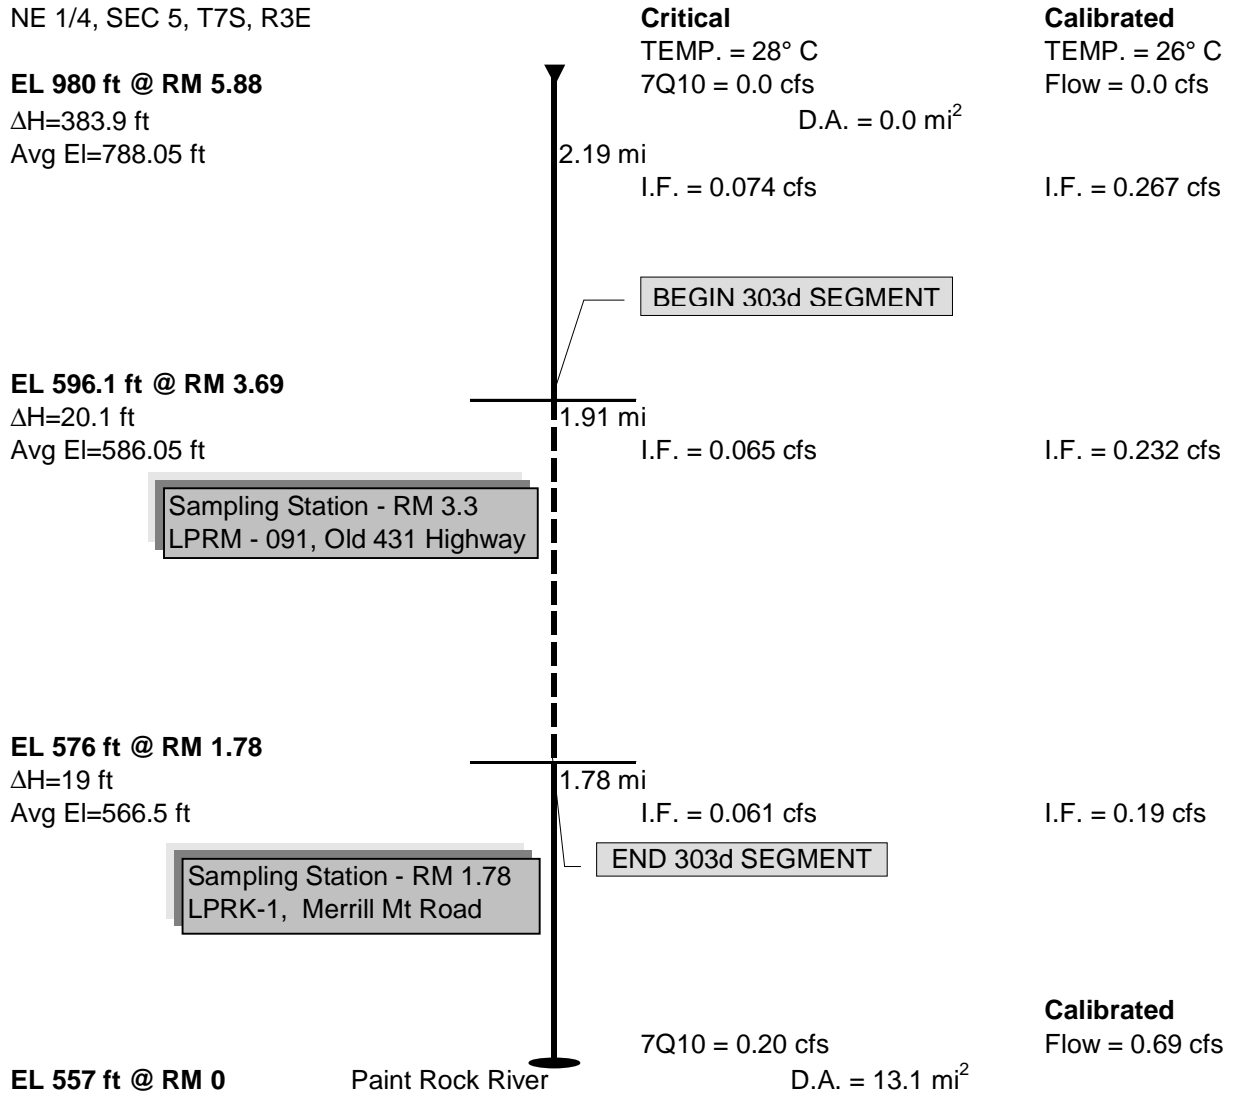 NE 1/4, SEC 5, T7S, R3E
Critical
Calibrated
TEMP. = 28° C
TEMP. = 26° C
EL 980 ft @ RM 5.88
7Q10 = 0.0 cfs
Flow = 0.0 cfs
∆H=383.9 ft
D.A. = 0.0 mi²
Avg El=788.05 ft
2.19 mi
I.F. = 0.074 cfs
I.F. = 0.267 cfs
BEGIN 303d SEGMENT
EL 596.1 ft @ RM 3.69
∆H=20.1 ft
1.91 mi
Avg El=586.05 ft
I.F. = 0.065 cfs
I.F. = 0.232 cfs
Sampling Station - RM 3.3
LPRM - 091, Old 431 Highway
EL 576 ft @ RM 1.78
∆H=19 ft
1.78 mi
Avg El=566.5 ft
I.F. = 0.061 cfs
I.F. = 0.19 cfs
END 303d SEGMENT
Sampling Station - RM 1.78
LPRK-1, Merrill Mt Road
Calibrated
7Q10 = 0.20 cfs
Flow = 0.69 cfs
EL 557 ft @ RM 0
Paint Rock River
D.A. = 13.1 mi²